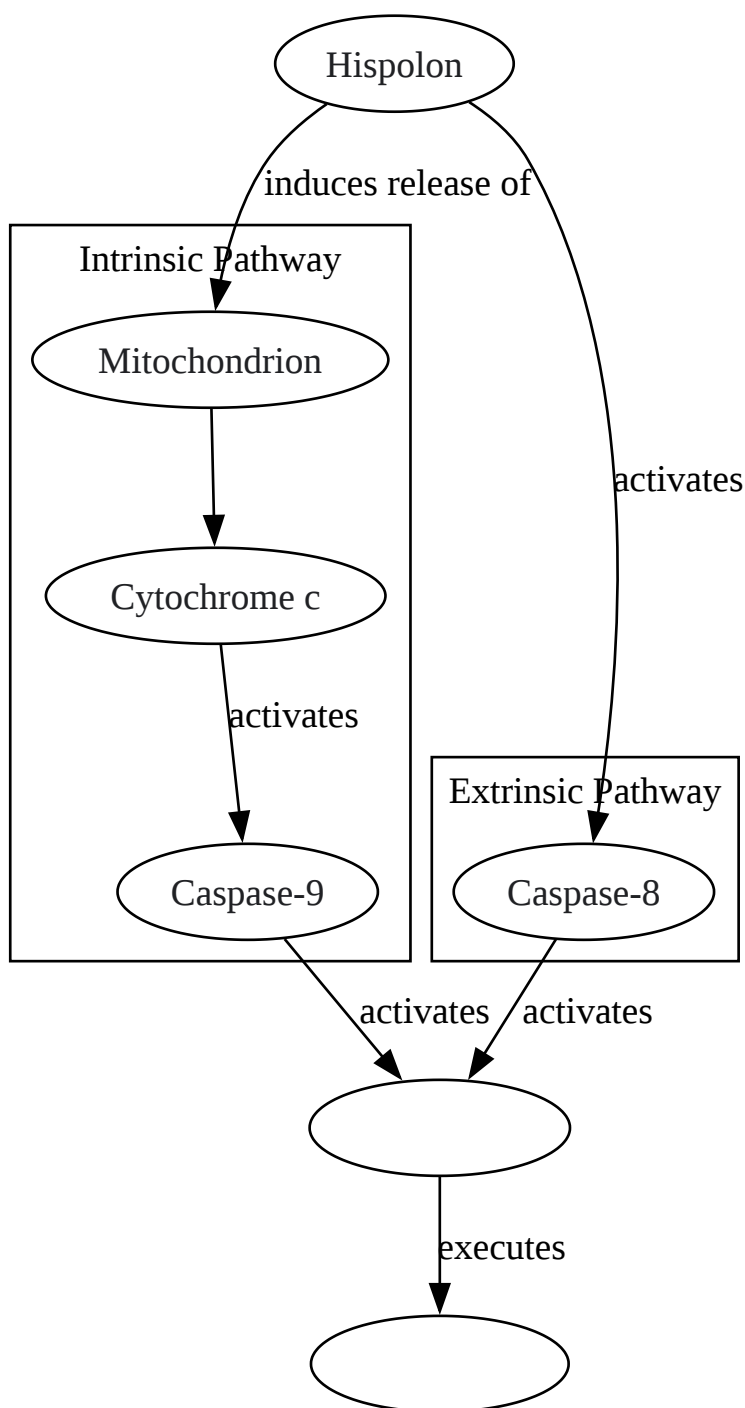 Hispolon
induces release of
Intrinsic Pathway
Mitochondrion
activates
Cytochrome c
activates
Extrinsic Pathway
Caspase-9
Caspase-8
activates
activates
executes